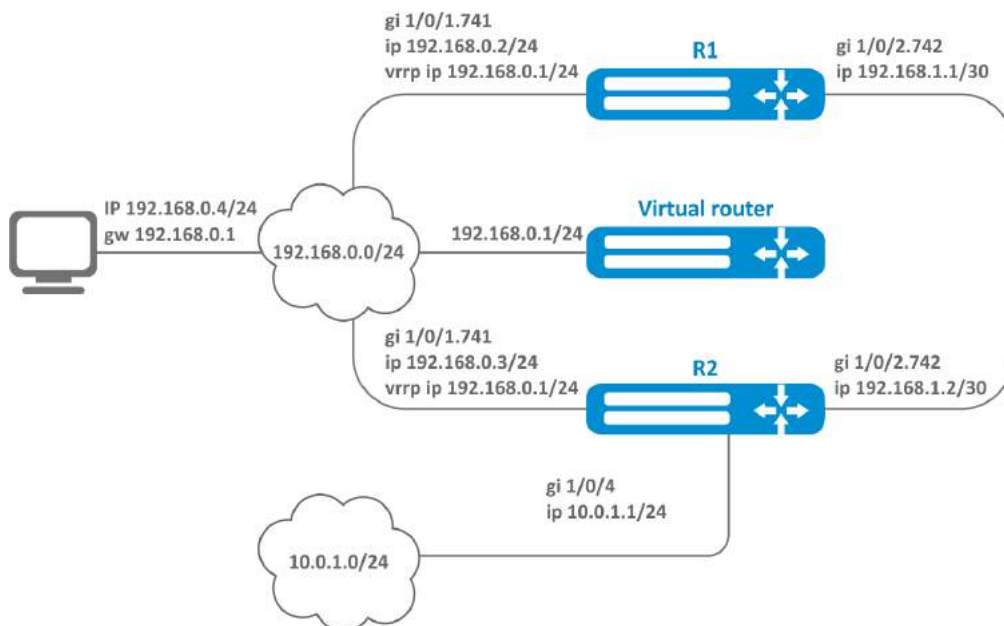 gi 1/0/1.741
ip 192.168.0.2/24
vrrp ip 192.168.0.1/24
R1
gi 1/0/2.742
ip 192.168.1.1/30
IP 192.168.0.4/24
gw 192.168.0.1
192.168.0.0/24
192.168.0.1/24
Virtual router
gi 1/0/1.741
ip 192.168.0.3/24
vrrp ip 192.168.0.1/24
R2
gi 1/0/2.742
ip 192.168.1.2/30
gi 1/0/4
ip 10.0.1.1/24
10.0.1.0/24